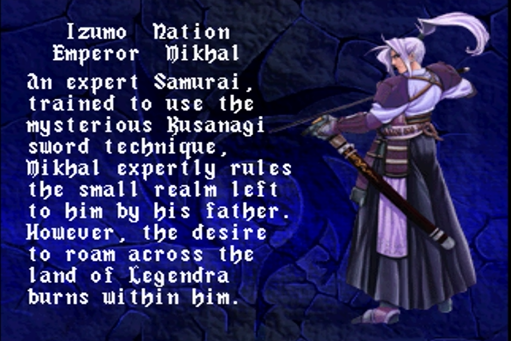 Izumo Nation
Emperor Mikhal
An expert Samurai,
trained to use the
mysterious Kusanagi
sword technique,
Mikhal expertly rules
the small realm left
to him by his father.
However, the desire
to roam across the
land of Legendra
burns within him.